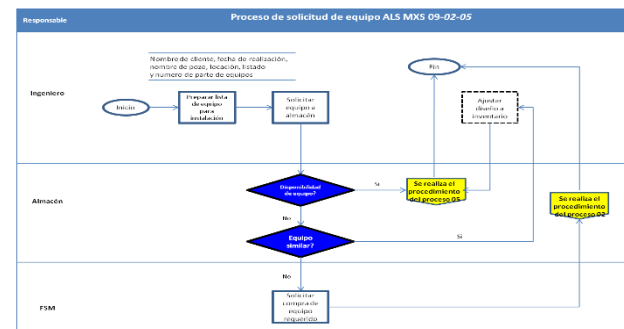 Responsable
Proceso de solicitud de equipo ALS MXS 09-02-05
Nombre de cliente, fecha de realización,
nombre de pozo, locación, listado
y numero de parte de equipos
Ingeniero
Inicio
Preparar lista
de equipo
para
instalación
Solicitar
equipo a
almacén
Fin
Ajustar
diseño a
inventario
Almacén
Disponibilidad
de equipo?
Si
Se realiza el
procedimiento
del proceso 05
Se realiza el
procedimiento
del proceso 02
No
Equipo
similar?
Si
No
FSM
Solicitar
compra de
equipo
requerido